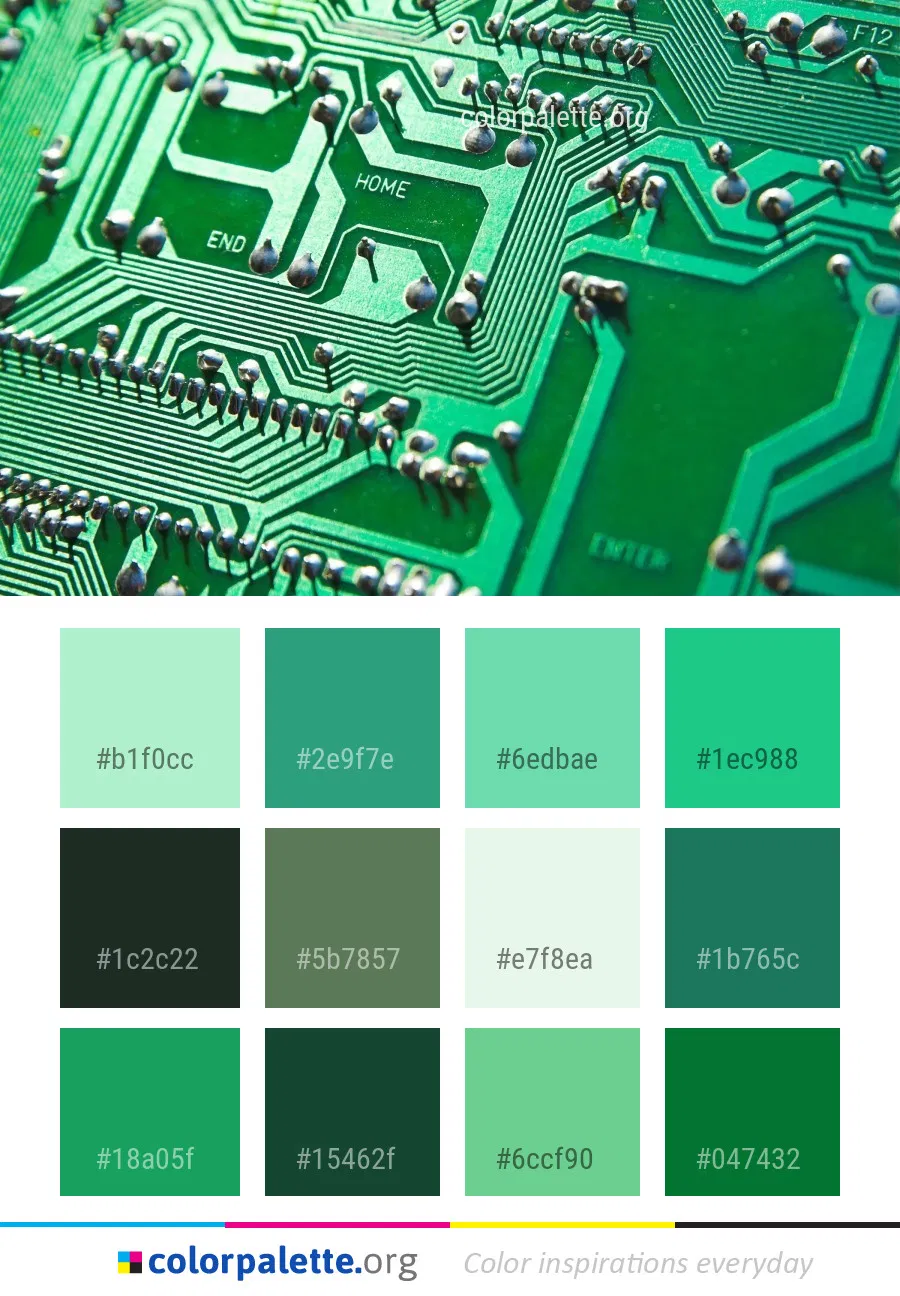 F12
colorpalette.org
HOME
END
ENTER
#b1f0cc #2e9f7e #6edbae #1ec988
#1c2c22 #5b7857 #e7f8ea #1b765c
#18a05f #15462f #6ccf90 #047432
colorpalette.org Color inspirations everyday